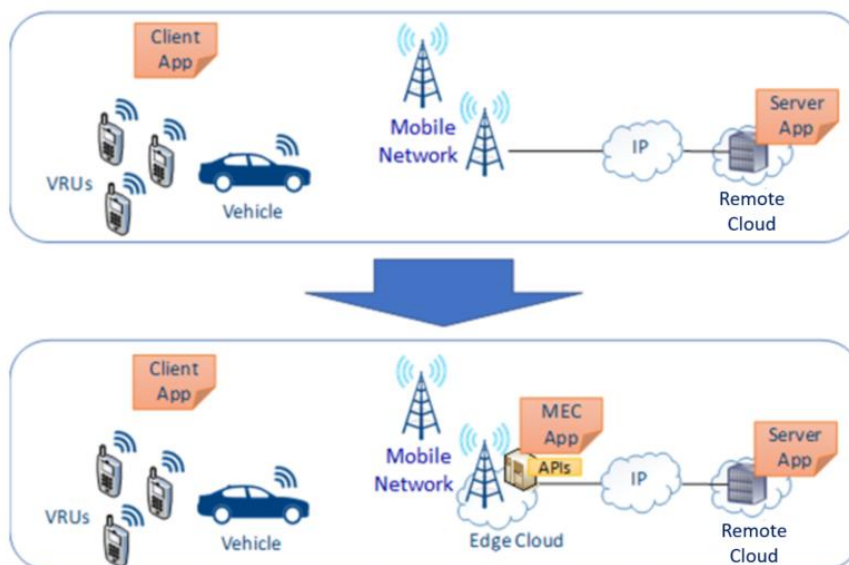 Client
App
Server
App
Mobile
Network
IP
VRUs
Vehicle
Remote
Cloud
Client
App
MEC
App
APIs
Server
App
Mobile
Network
IP
VRUs
Vehicle
Edge Cloud
Remote
Cloud